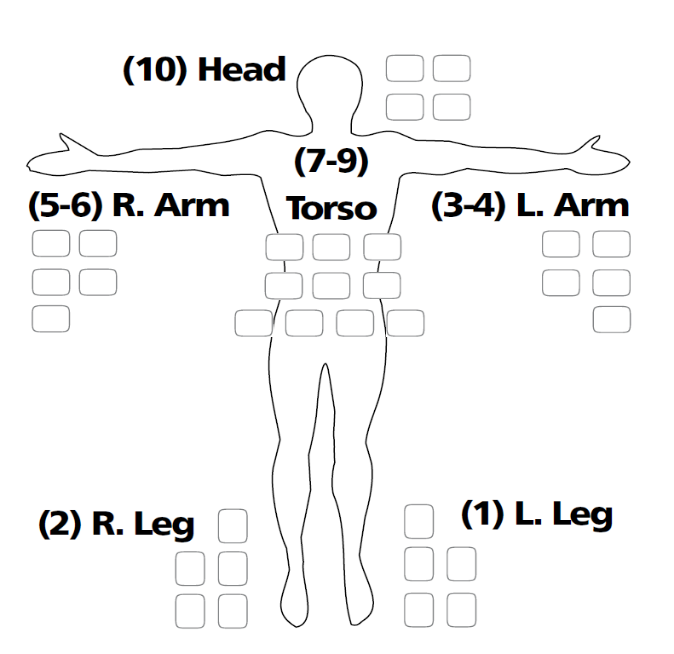 (10) Head
(7-9)
Torso
(5-6) R. Arm
(3-4) L. Arm
(2) R. Leg
(1) L. Leg